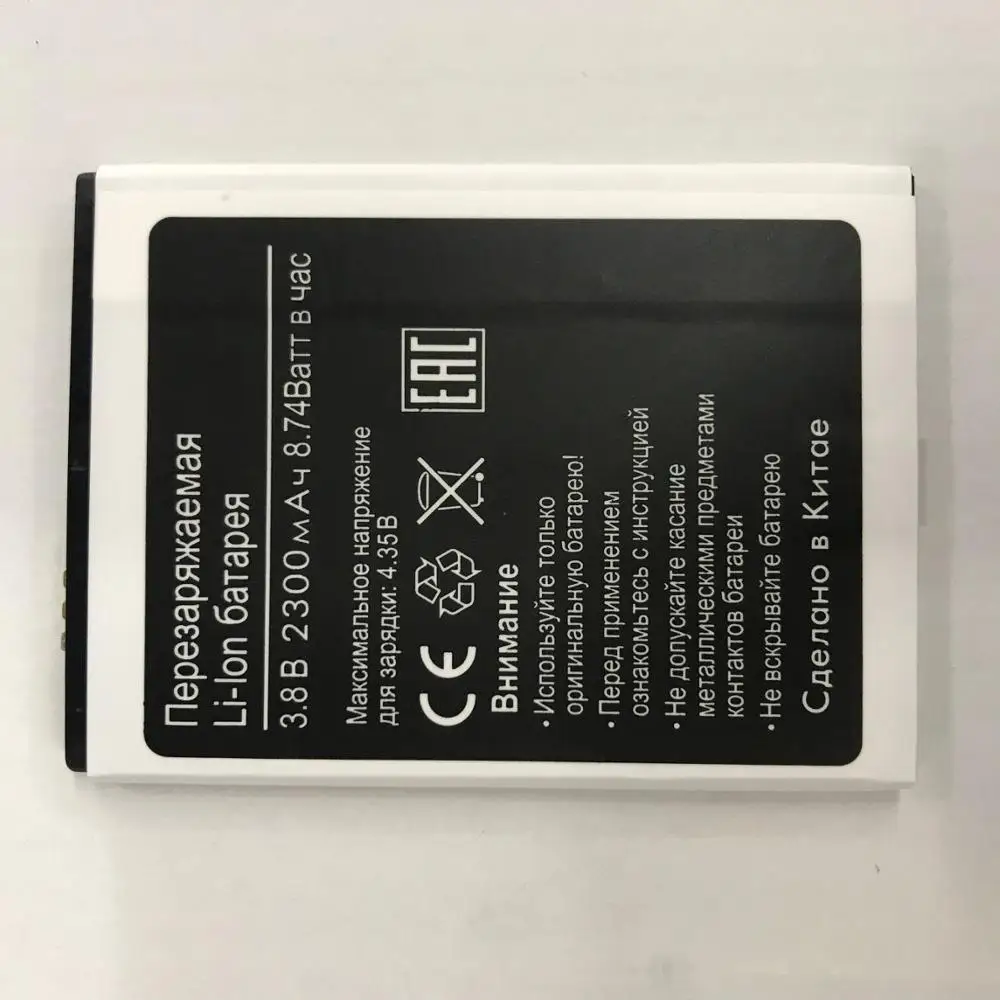 Перезаряжаемая
Li-Ion батарея
3.8В 2300мАч 8.74Ватт в час
Максимальное напряжение
для зарядки: 4.35В
CE
EAC
Внимание
• Используйте только
оригинальную батарею!
• Перед применением
ознакомьтесь с инструкцией
• Не допускайте касание
металлическими предметами
контактов батареи
• Не вскрывайте батарею
Сделано в Китае